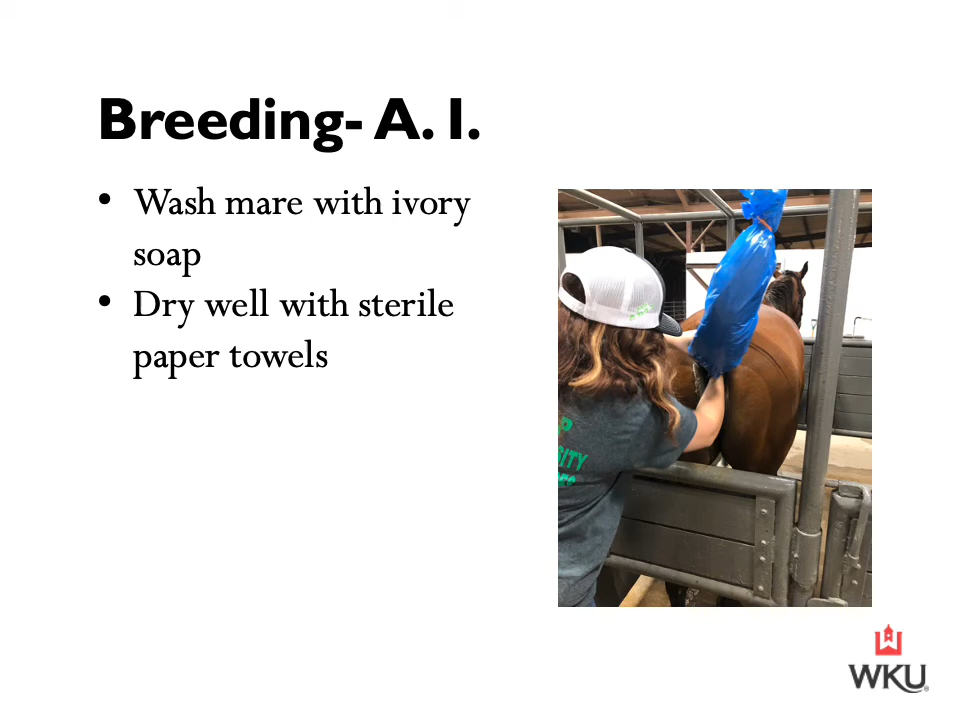 Breeding- A. I.
• Wash mare with ivory
soap
• Dry well with sterile
paper towels
WKU®